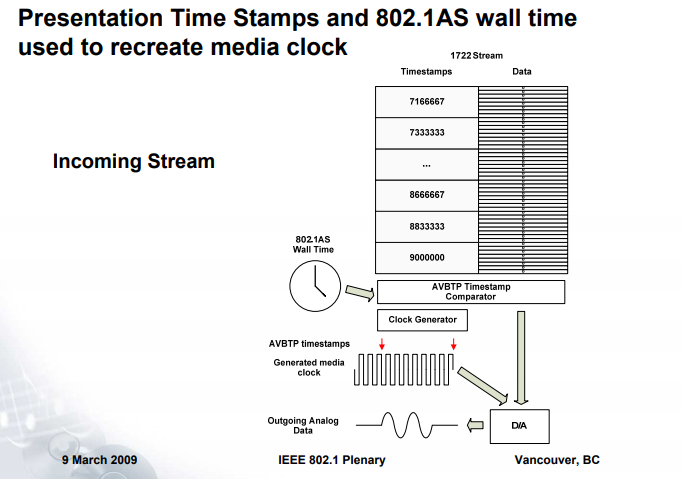 Presentation Time Stamps and 802.1AS wall time
used to recreate media clock
1722 Stream
Timestamps
Data
7166667
7333333
...
8666667
8833333
9000000
Incoming Stream
802.1AS
Wall Time
AVBTP Timestamp
Comparator
Clock Generator
AVBTP timestamps
Generated media
clock
Outgoing Analog
Data
D/A
9 March 2009
IEEE 802.1 Plenary
Vancouver, BC